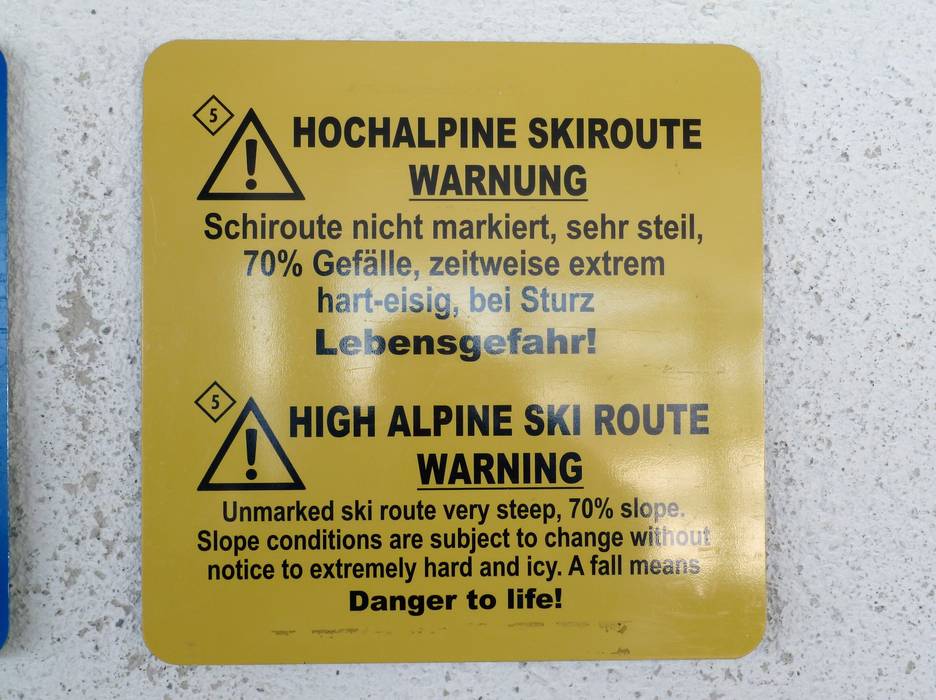 5
HOCHALPINE SKIROUTE
WARNUNG
Schiroute nicht markiert, sehr steil,
70% Gefälle, zeitweise extrem
hart-eisig, bei Sturz
Lebensgefahr!
5
HIGH ALPINE SKI ROUTE
WARNING
Unmarked ski route very steep, 70% slope.
Slope conditions are subject to change without
notice to extremely hard and icy. A fall means
Danger to life!